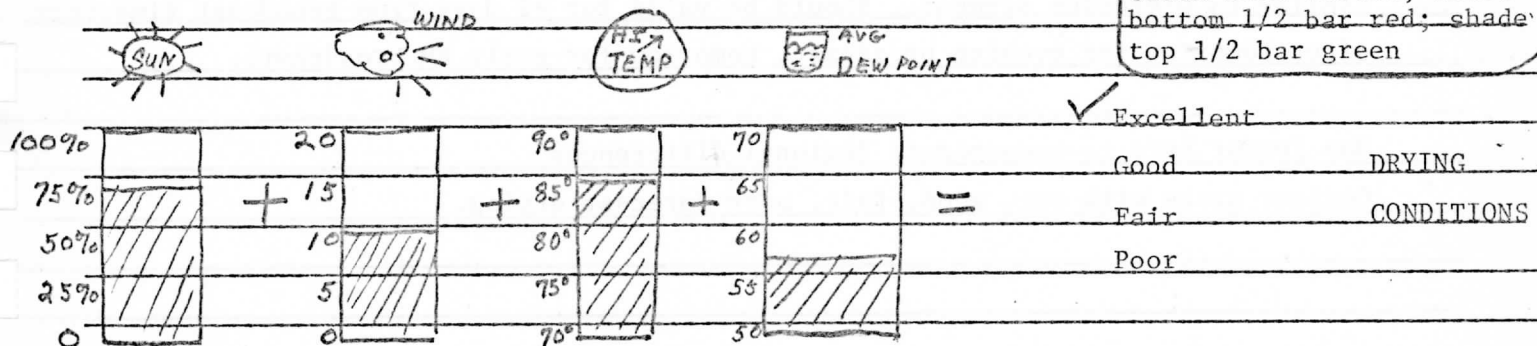 bottom 1/2 bar red; shade
top 1/2 bar green
SUN
WIND
HI
TEMP
AVG
DEW POINT
✓ Excellent
Good DRYING
Fair CONDITIONS
Poor
100% 20 90° 70
75% + 15 + 85° + 65 =
50% 10 80° 60
25% 5 75° 55
0 0 70° 50